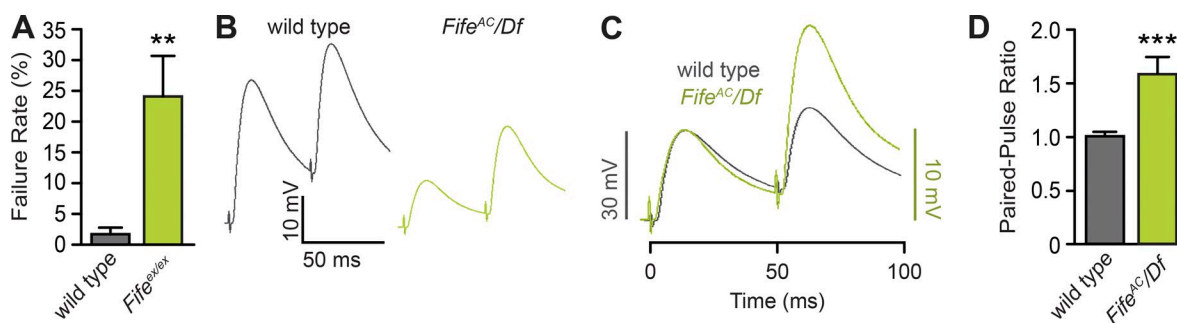 A
Failure Rate (%)
35
30
25
20
15
10
5
0
**
wild type
Fife^ex/ex
B
wild type
Fife^AC/Df
10 mV
50 ms
C
wild type
Fife^AC/Df
30 mV
10 mV
0
50
100
Time (ms)
D
Paired-Pulse Ratio
2.0
1.5
1.0
0.5
0
***
wild type
Fife^AC/Df